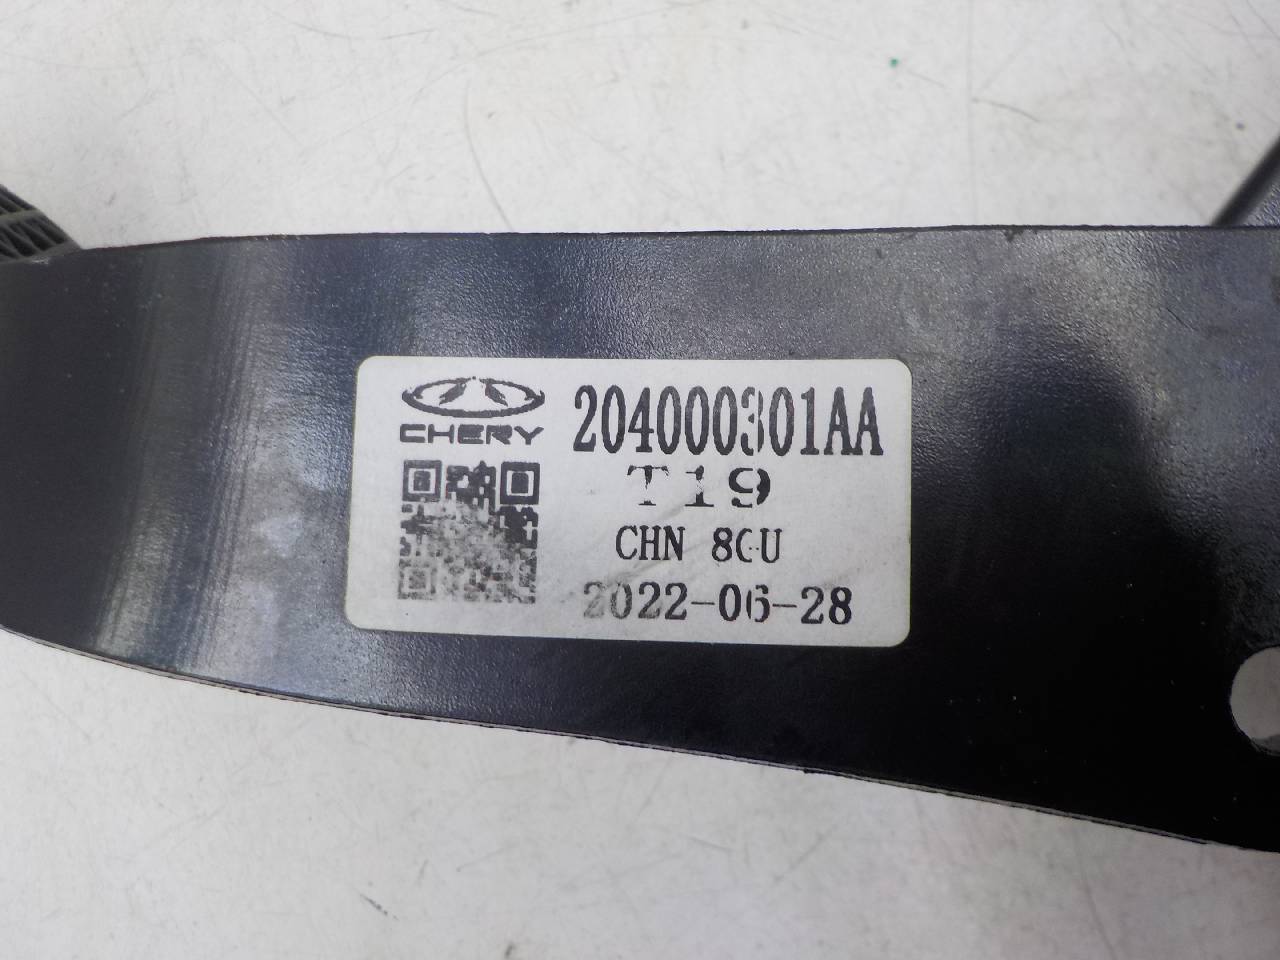 CHERY
204000301AA
T19
CHN 8CU
2022-06-28